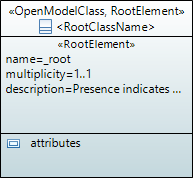 «OpenModelClass, RootElement»
<RootClassName>
«RootElement»
name=_root
multiplicity=1..1
description=Presence indicates ...
attributes